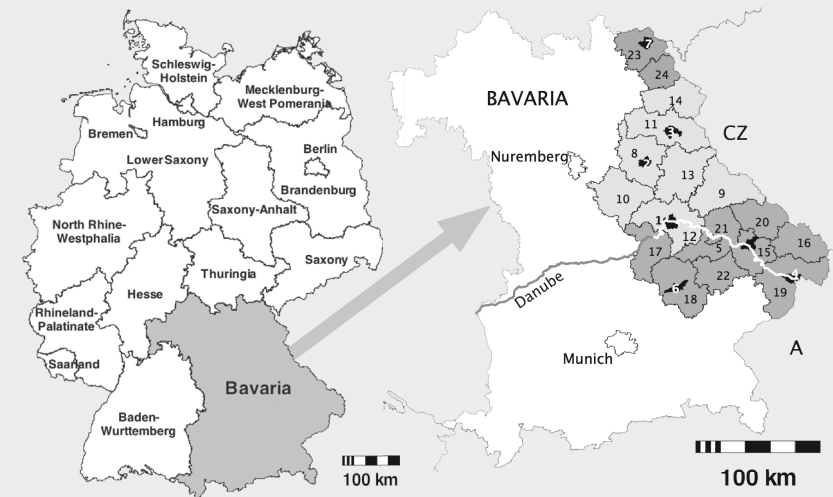 Schleswig-
Holstein
Mecklenburg-
West Pomerania
Hamburg
Bremen
Lower Saxony
Berlin
Brandenburg
Saxony-Anhalt
North Rhine-
Westphalia
Saxony
Thuringia
Hesse
Rhineland-
Palatinate
Saarland
Bavaria
Baden-
Wurttemberg
100 km
BAVARIA
CZ
Nuremberg
Danube
Munich
A
7
23
24
14
11
3
8
2
13
10
9
1
12
21
20
5
15
16
17
22
4
19
6
18
100 km